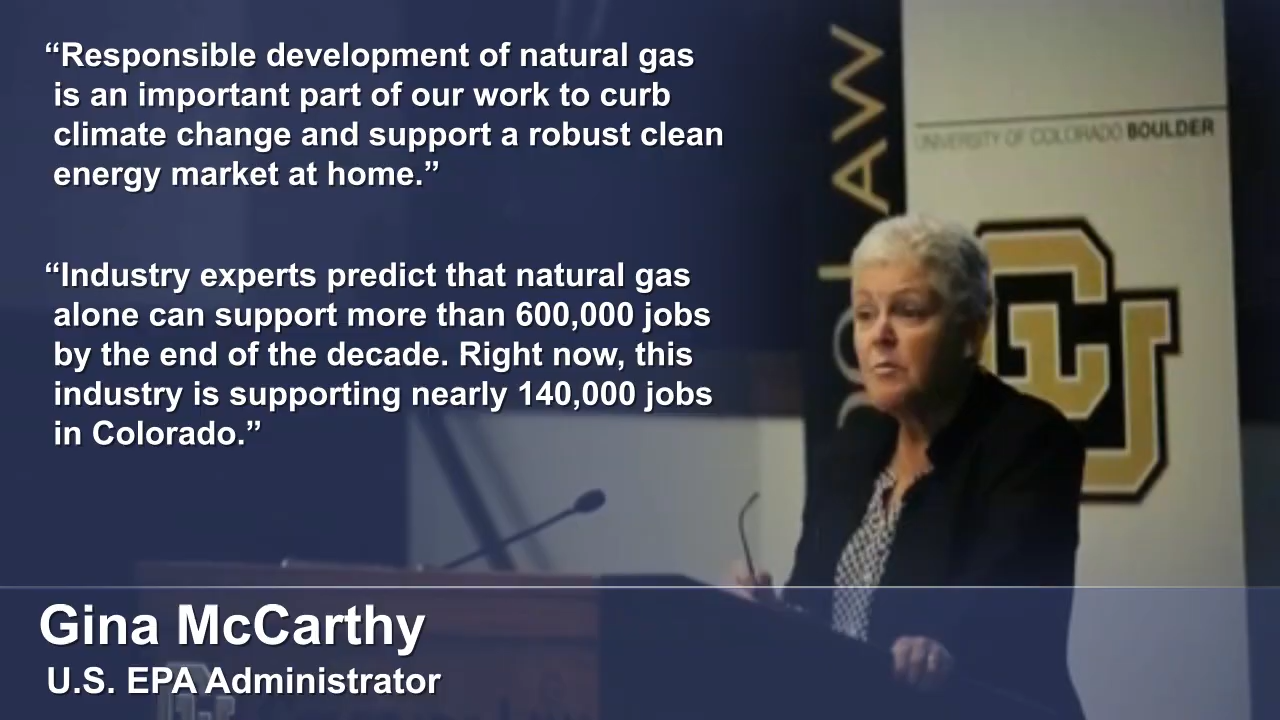 “Responsible development of natural gas
is an important part of our work to curb
climate change and support a robust clean
energy market at home.”
“Industry experts predict that natural gas
alone can support more than 600,000 jobs
by the end of the decade. Right now, this
industry is supporting nearly 140,000 jobs
in Colorado.”
Gina McCarthy
U.S. EPA Administrator
UNIVERSITY OF COLORADO BOULDER
LAW
CU